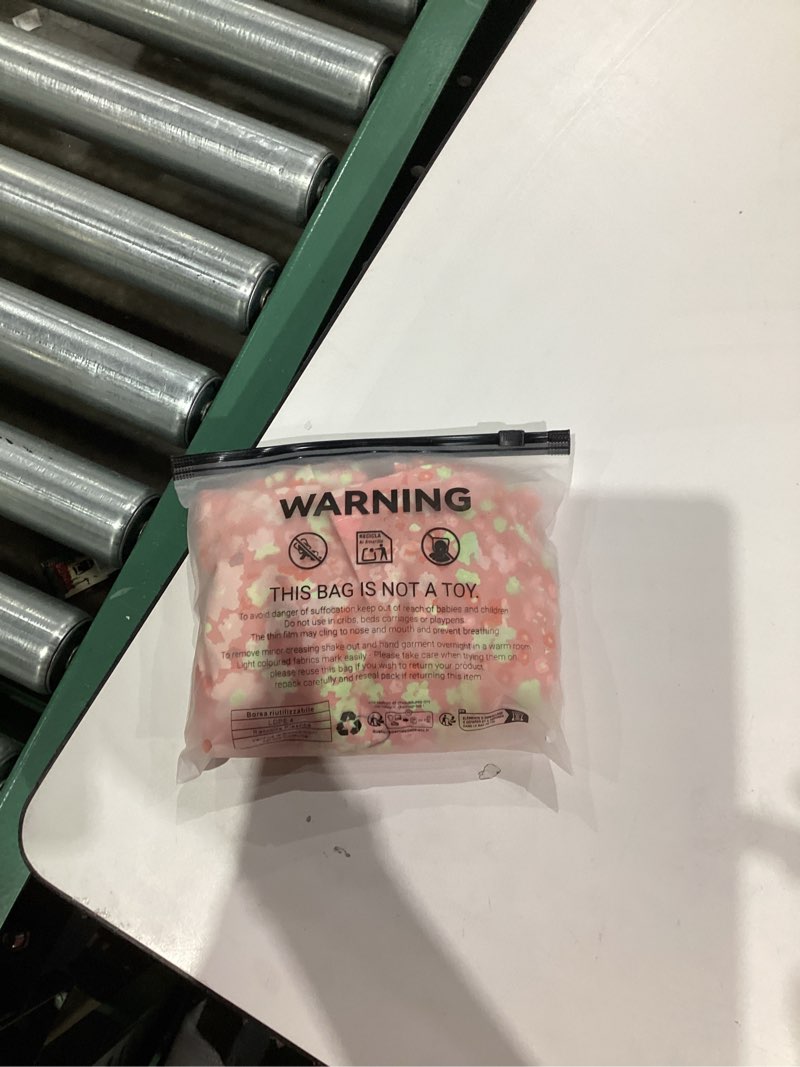 WARNING
RECICLA
THIS BAG IS NOT A TOY.
To avoid danger of suffocation,keep out of reach of babies and children
Do not use in cribs, beds carriages or playpens.
The thin film may cling to nose and mouth and prevent breathing.
To remove minor creasing shake out and hand garment overnight in a warm room
Light coloured fabrics mark easily - Please take care when trying them on
please reuse this bag if you wish to return your product,
repack carefully and reseal pack if returning this item
Borsa riutilizzabile
LDPE 4